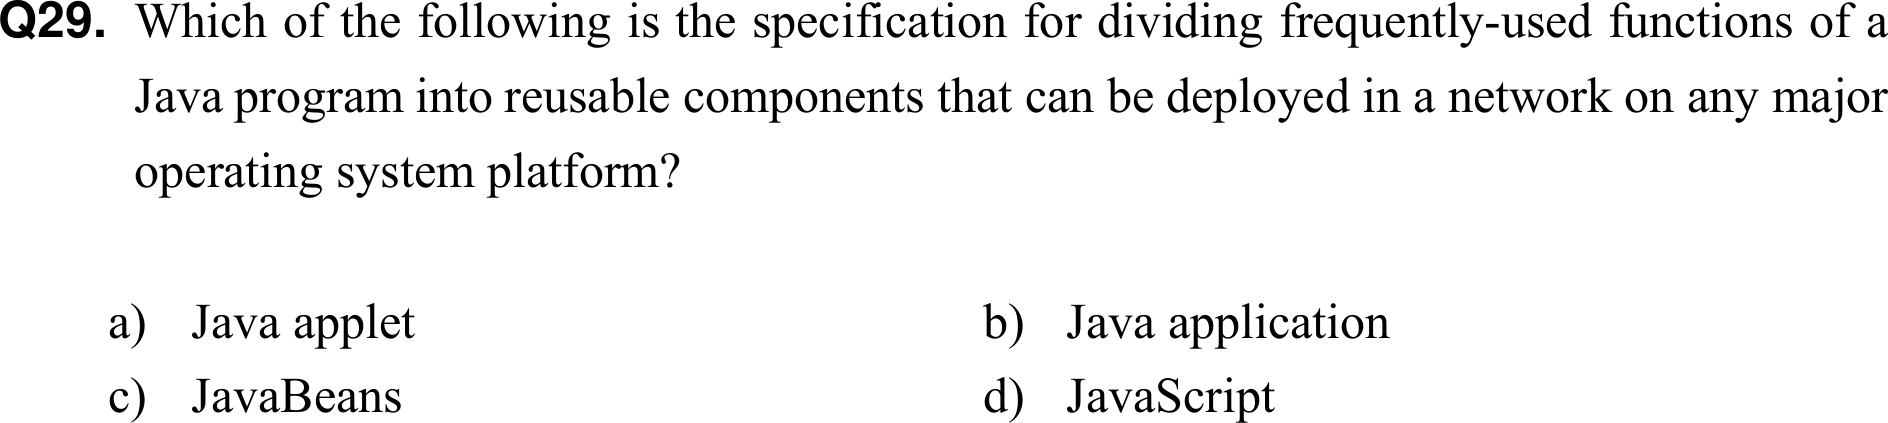 Q29. Which of the following is the specification for dividing frequently-used functions of a
Java program into reusable components that can be deployed in a network on any major
operating system platform?
a) Java applet b) Java application
c) JavaBeans d) JavaScript